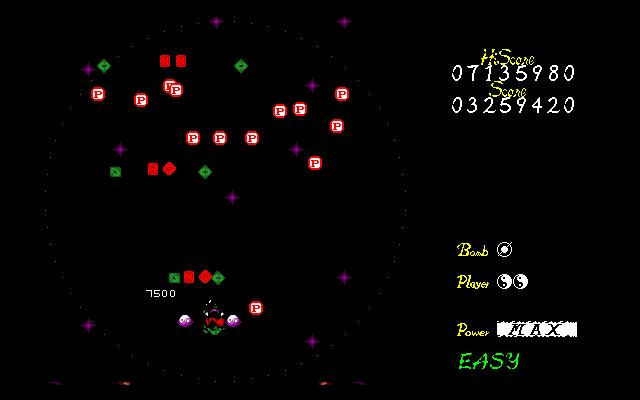 HiScore
07135980
Score
03259420
P P
P P
P P P P
P P P
P
7500
P
Bomb
Player
Power MAX
EASY